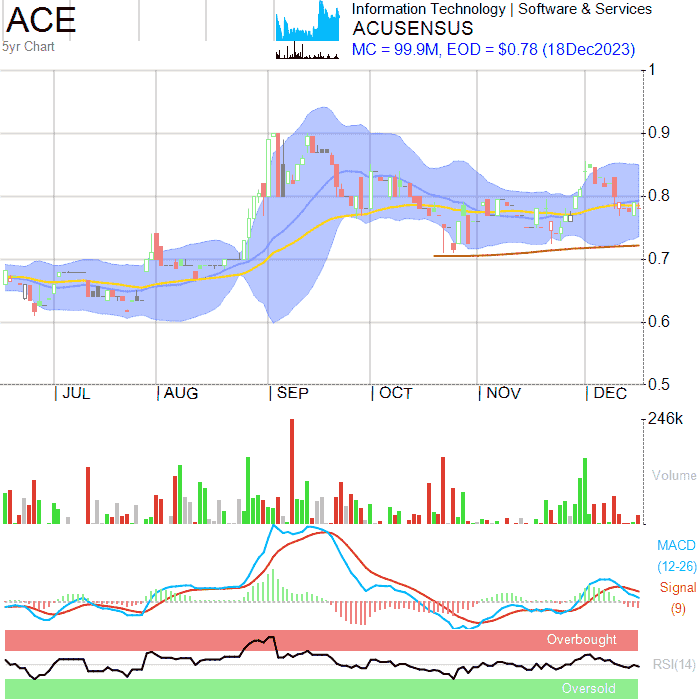 ACE
5yr Chart
Information Technology | Software & Services
ACUSENSUS
MC = 99.9M, EOD = $0.78 (18Dec2023)
1
0.9
0.8
0.7
0.6
0.5
| JUL | AUG | SEP | OCT | NOV | DEC
246k
Volume
MACD
(12-26)
Signal
(9)
Overbought
RSI(14)
Oversold